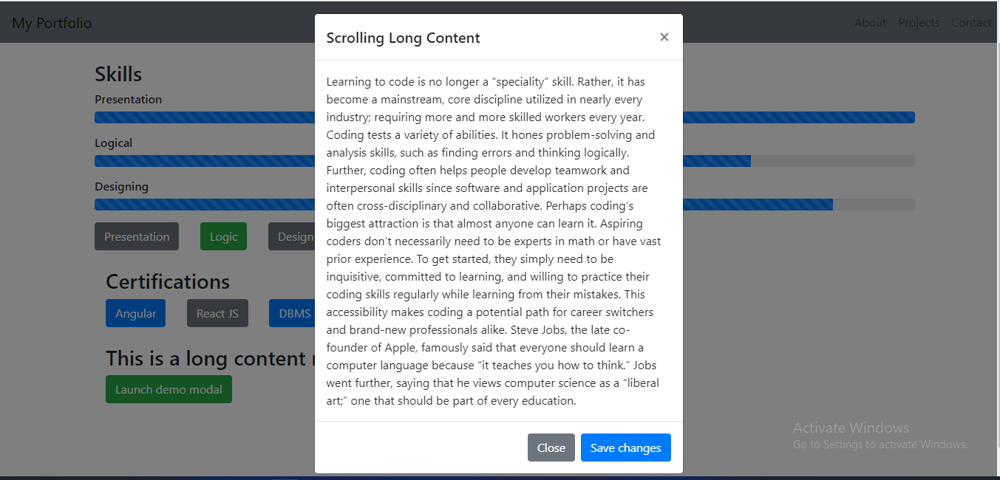 My Portfolio
About Projects Contact
Scrolling Long Content
×
Learning to code is no longer a “speciality” skill. Rather, it has
become a mainstream, core discipline utilized in nearly every
industry; requiring more and more skilled workers every year.
Coding tests a variety of abilities. It hones problem-solving and
analysis skills, such as finding errors and thinking logically.
Further, coding often helps people develop teamwork and
interpersonal skills since software and application projects are
often cross-disciplinary and collaborative. Perhaps coding’s
biggest attraction is that almost anyone can learn it. Aspiring
coders don’t necessarily need to be experts in math or have vast
prior experience. To get started, they simply need to be
inquisitive, committed to learning, and willing to practice their
coding skills regularly while learning from their mistakes. This
accessibility makes coding a potential path for career switchers
and brand-new professionals alike. Steve Jobs, the late co-
founder of Apple, famously said that everyone should learn a
computer language because “it teaches you how to think.” Jobs
went further, saying that he views computer science as a “liberal
art;” one that should be part of every education.
Close Save changes
Skills
Presentation
Logical
Designing
Presentation Logic Design
Certifications
Angular React JS DBMS
This is a long content
Launch demo modal
Activate Windows
Go to Settings to activate Windows.